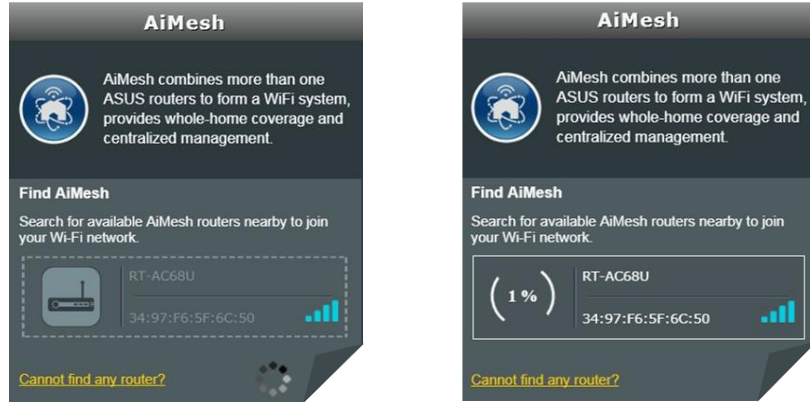 AiMesh
AiMesh combines more than one
ASUS routers to form a WiFi system,
provides whole-home coverage and
centralized management.
Find AiMesh
Search for available AiMesh routers nearby to join
your Wi-Fi network.
RT-AC68U
34:97:F6:5F:6C:50
Cannot find any router?
AiMesh
AiMesh combines more than one
ASUS routers to form a WiFi system,
provides whole-home coverage and
centralized management.
Find AiMesh
Search for available AiMesh routers nearby to join
your Wi-Fi network.
1 %
RT-AC68U
34:97:F6:5F:6C:50
Cannot find any router?